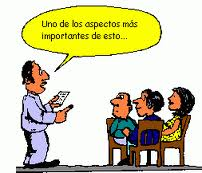 Uno de los aspectos más
importantes de esto...